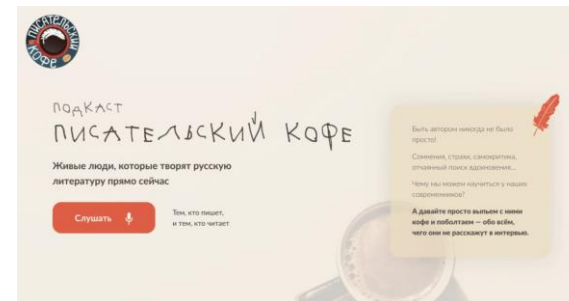 ПИСАТЕЛЬСКИЙ
КОФЕ
подкаст
ПИСАТЕЛЬСКИЙ КОФЕ
Живые люди, которые творят русскую
литературу прямо сейчас
Слушать
Тем, кто пишет,
и тем, кто читает
Быть автором никогда не было
просто!
Сомнения, страхи, самокритика,
отчаянный поиск вдохновения...
Чему мы можем научиться у наших
современников?
А давайте просто выпьем с ними
кофе и поболтаем — обо всём,
чего они не расскажут в интервью.